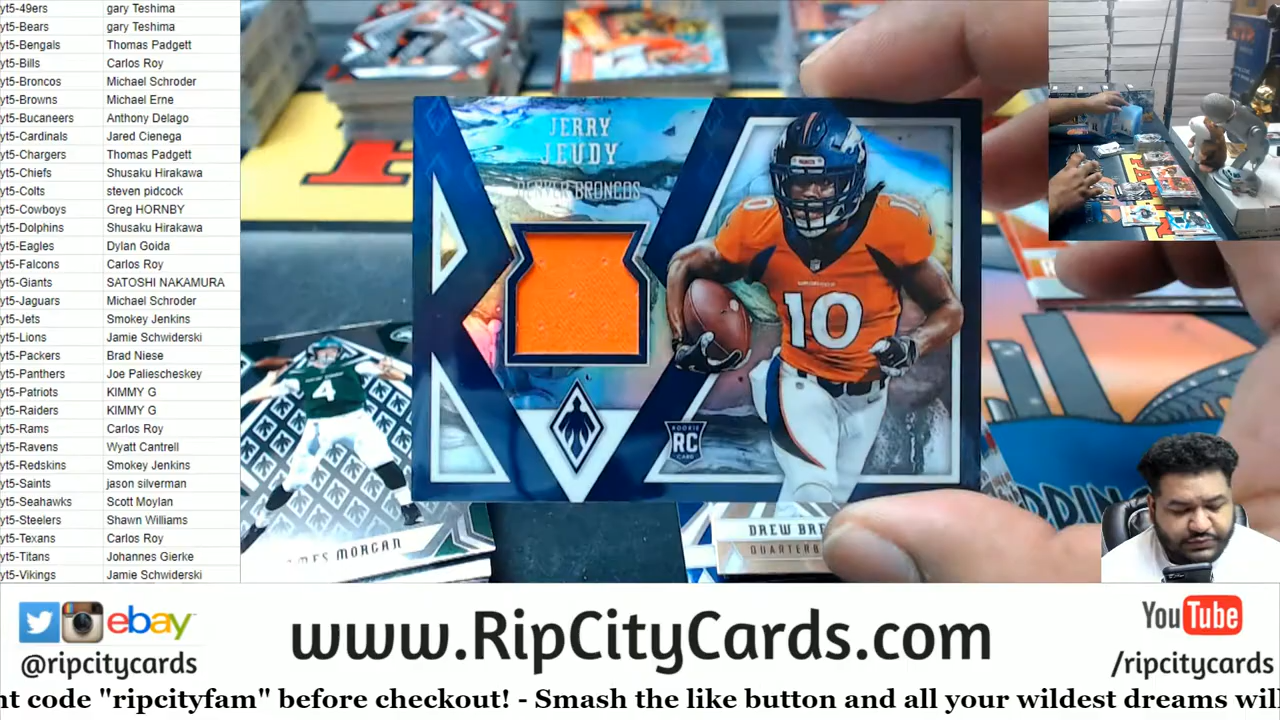 yt5-49ers gary Teshima
yt5-Bears gary Teshima
yt5-Bengals Thomas Padgett
yt5-Bills Carlos Roy
yt5-Broncos Michael Schroder
yt5-Browns Michael Erne
yt5-Bucaneers Anthony Delago
yt5-Cardinals Jared Cienega
yt5-Chargers Thomas Padgett
yt5-Chiefs Shusaku Hirakawa
yt5-Colts steven pidcock
yt5-Cowboys Greg HORNBY
yt5-Dolphins Shusaku Hirakawa
yt5-Eagles Dylan Goida
yt5-Falcons Carlos Roy
yt5-Giants SATOSHI NAKAMURA
yt5-Jaguars Michael Schroder
yt5-Jets Smokey Jenkins
yt5-Lions Jamie Schwiderski
yt5-Packers Brad Niese
yt5-Panthers Joe Paliescheskey
yt5-Patriots KIMMY G
yt5-Raiders KIMMY G
yt5-Rams Carlos Roy
yt5-Ravens Wyatt Cantrell
yt5-Redskins Smokey Jenkins
yt5-Saints jason silverman
yt5-Seahawks Scott Moylan
yt5-Steelers Shawn Williams
yt5-Texans Carlos Roy
yt5-Titans Johannes Gierke
yt5-Vikings Jamie Schwiderski
JERRY
JEUDY
DENVER BRONCOS
10
10
ROOKIE
RC
CARD
4
MES MORGAN
DREW BRE
QUARTERB
ebay
@ripcitycards
www.RipCityCards.com
YouTube
/ripcitycards
nt code "ripcityfam" before checkout! - Smash the like button and all your wildest dreams will